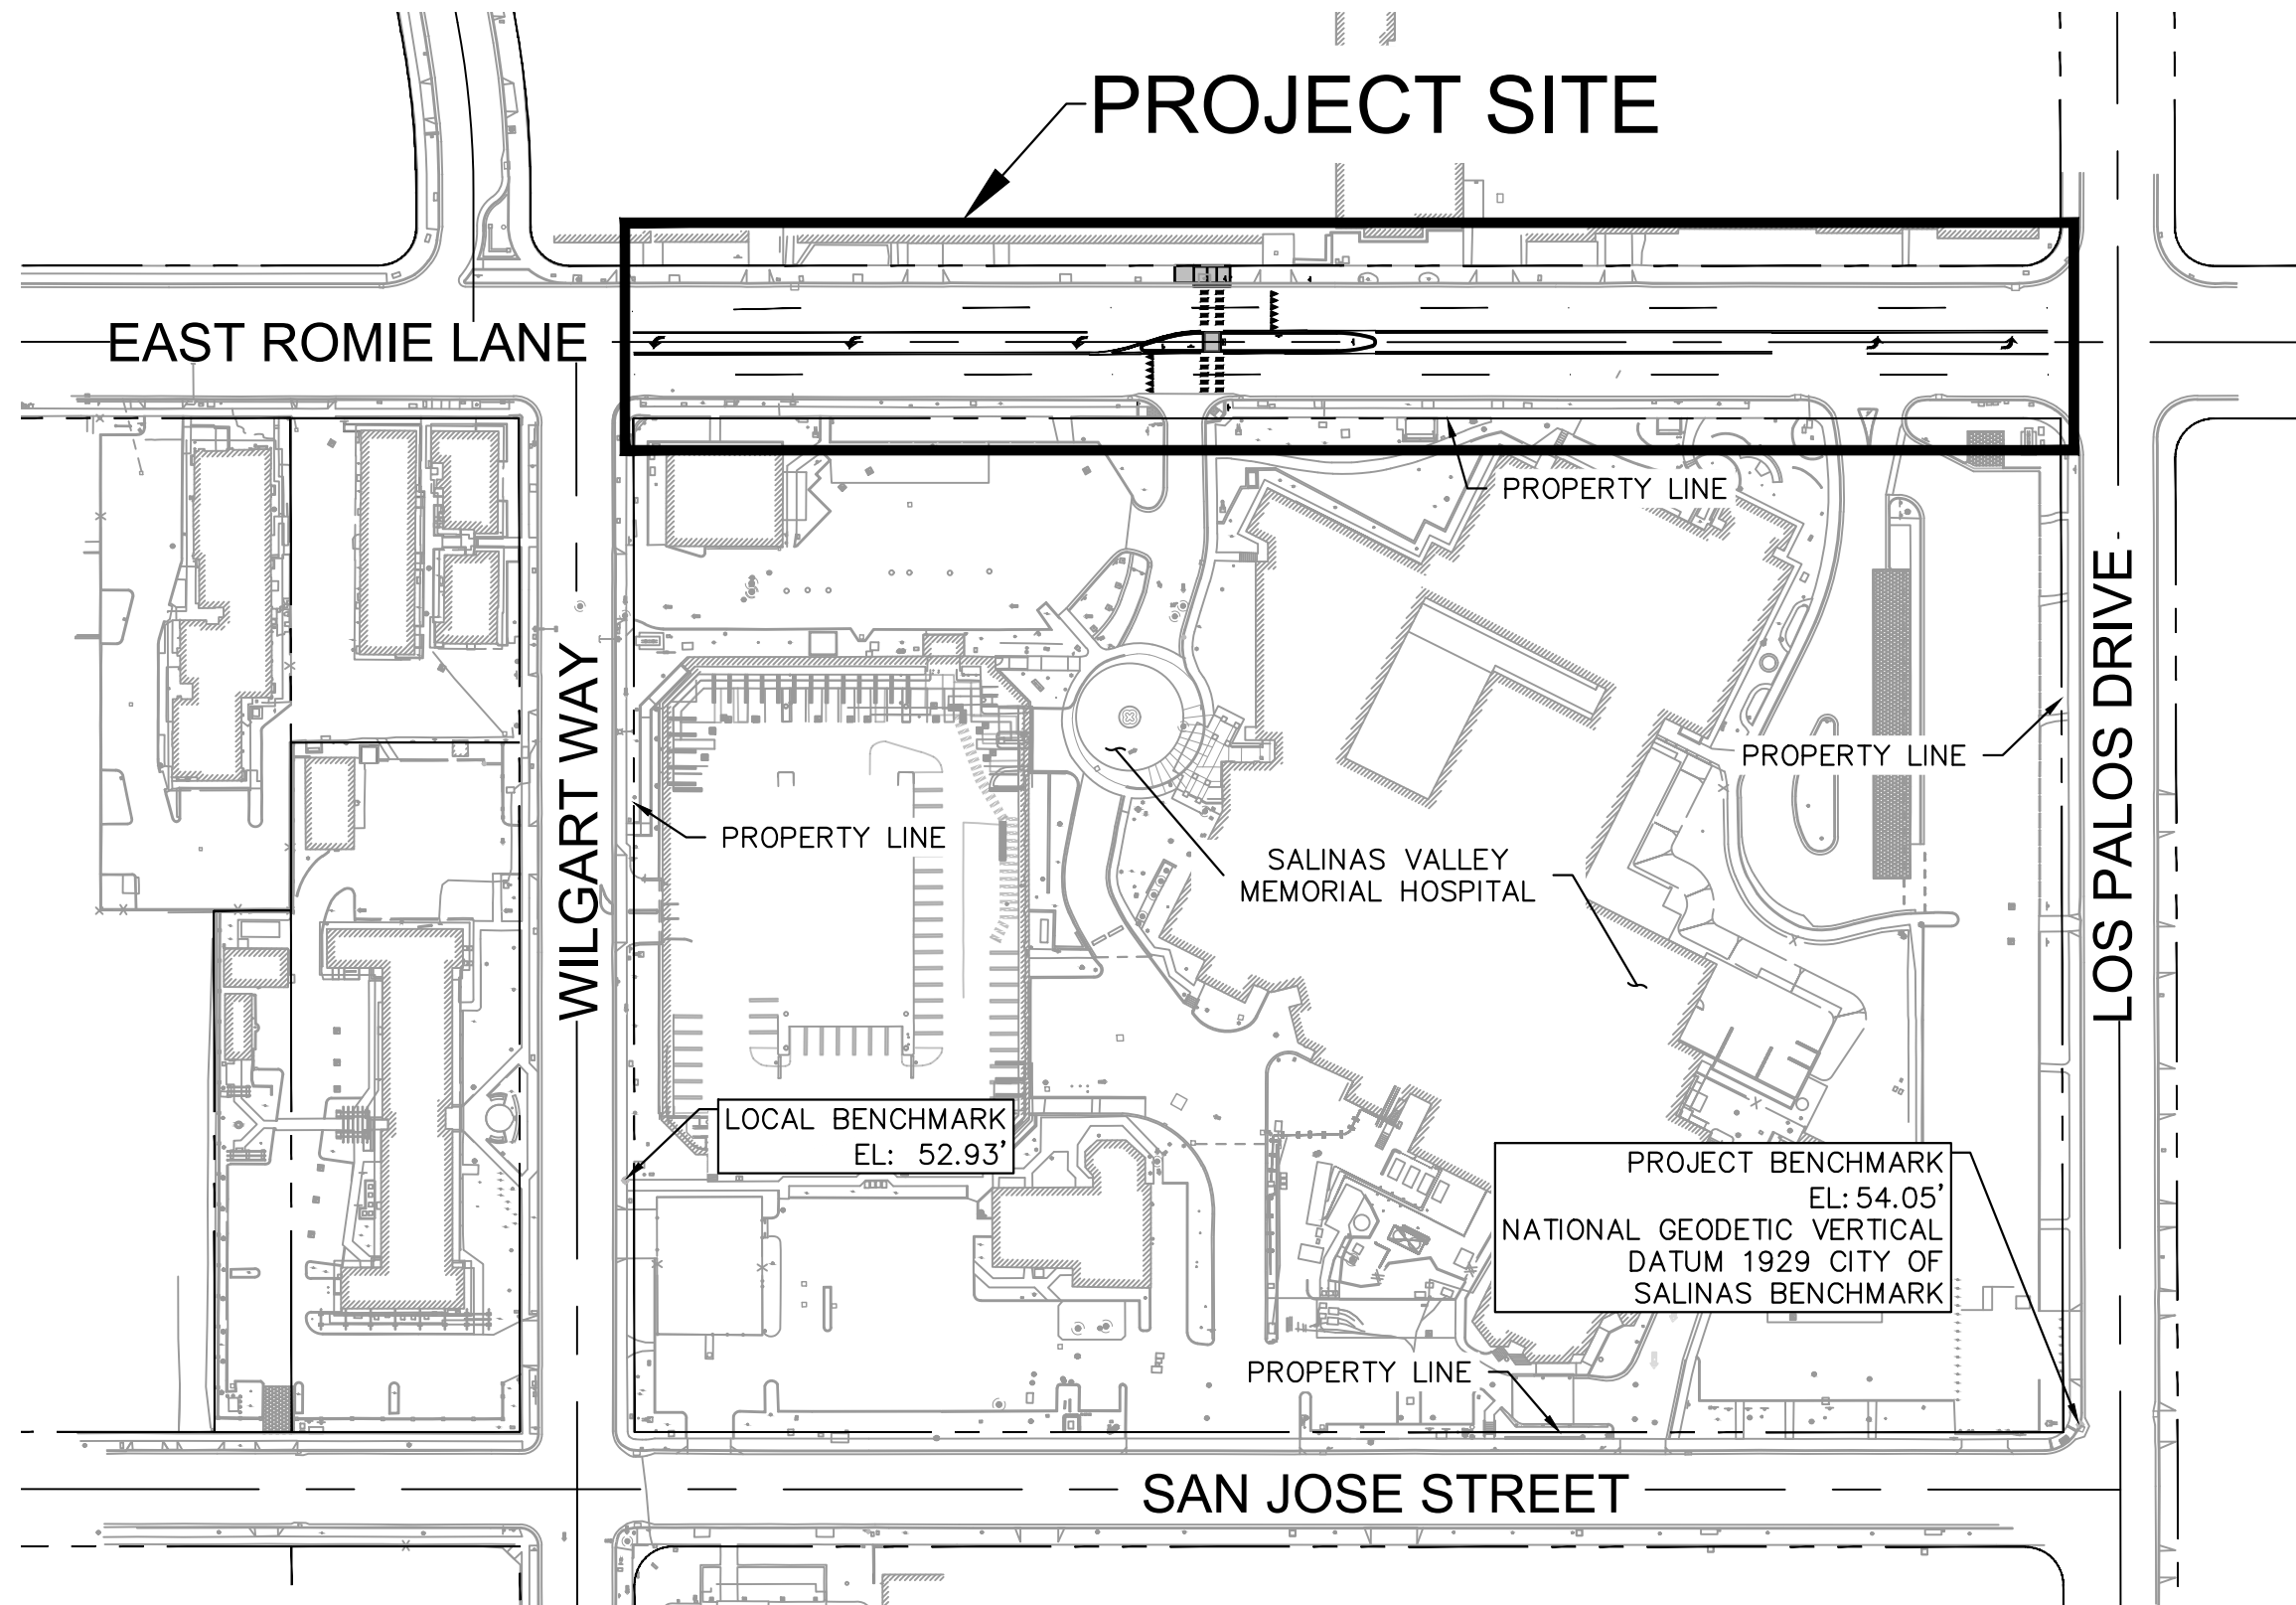 PROJECT SITE
EAST ROMIE LANE
PROPERTY LINE
WILGART WAY
LOS PALOS DRIVE
PROPERTY LINE
PROPERTY LINE
SALINAS VALLEY
MEMORIAL HOSPITAL
LOCAL BENCHMARK
EL: 52.93'
PROJECT BENCHMARK
EL: 54.05'
NATIONAL GEODETIC VERTICAL
DATUM 1929 CITY OF
SALINAS BENCHMARK
PROPERTY LINE
SAN JOSE STREET